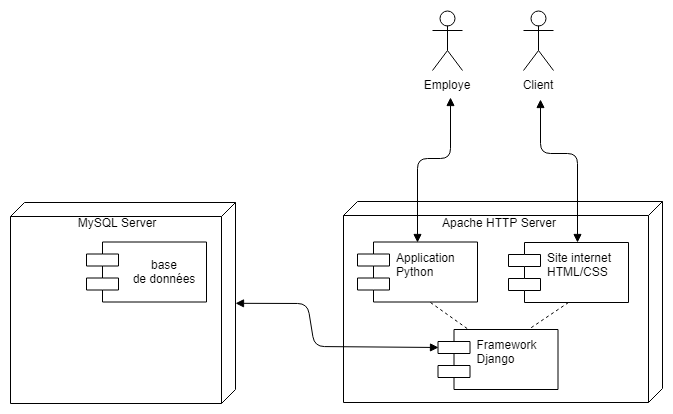 Employe
Client
MySQL Server
Apache HTTP Server
base
de données
Application
Python
Site internet
HTML/CSS
Framework
Django